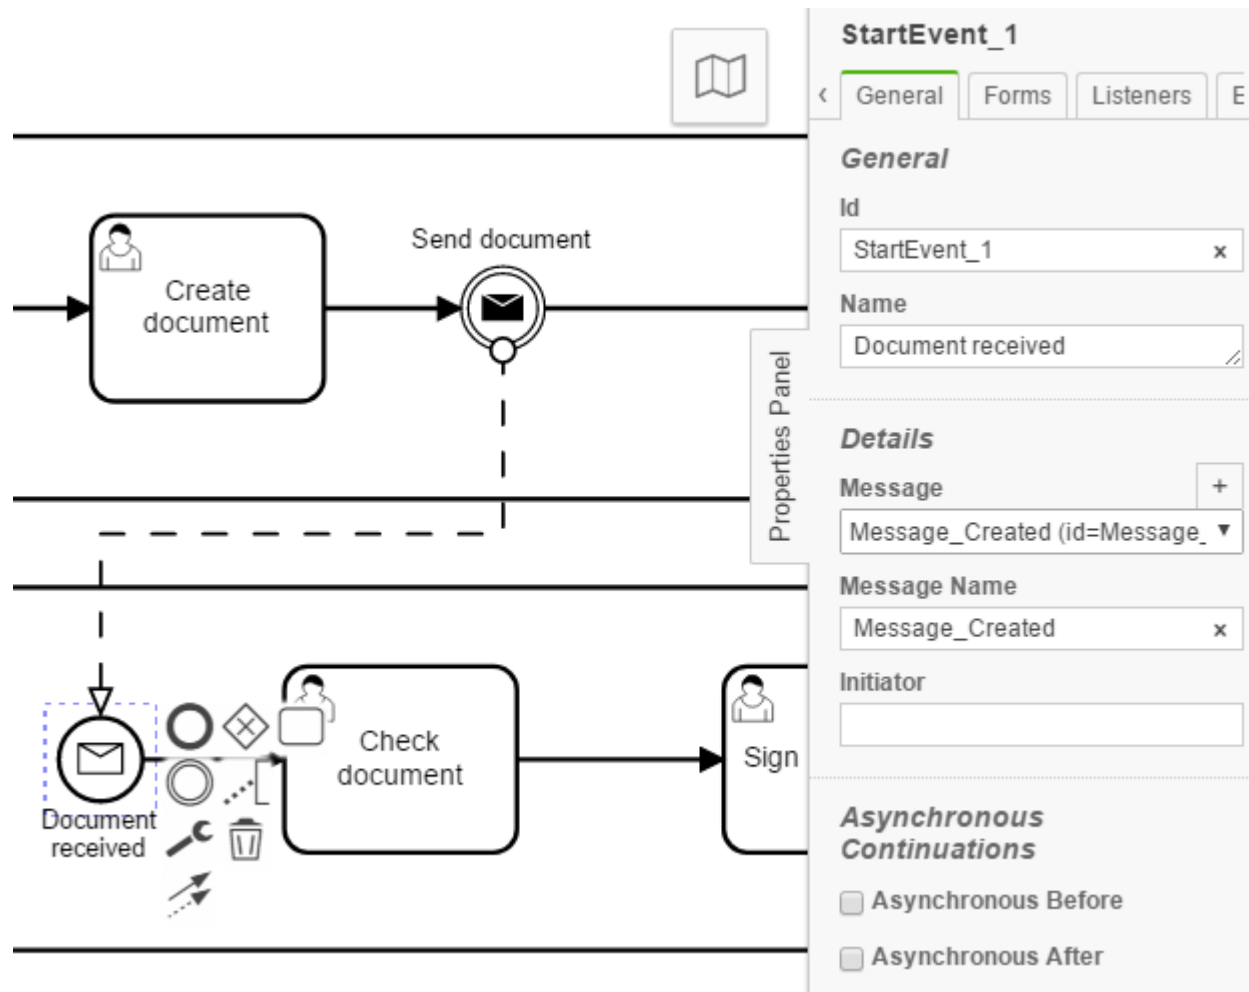 StartEvent_1
General
Forms
Listeners
E
General
Id
StartEvent_1
Name
Document received
Details
Message
Message_Created (id=Message_
Message Name
Message_Created
Initiator
Asynchronous
Continuations
Asynchronous Before
Asynchronous After
Properties Panel
Send document
Create
document
Document
received
Check
document
Sign